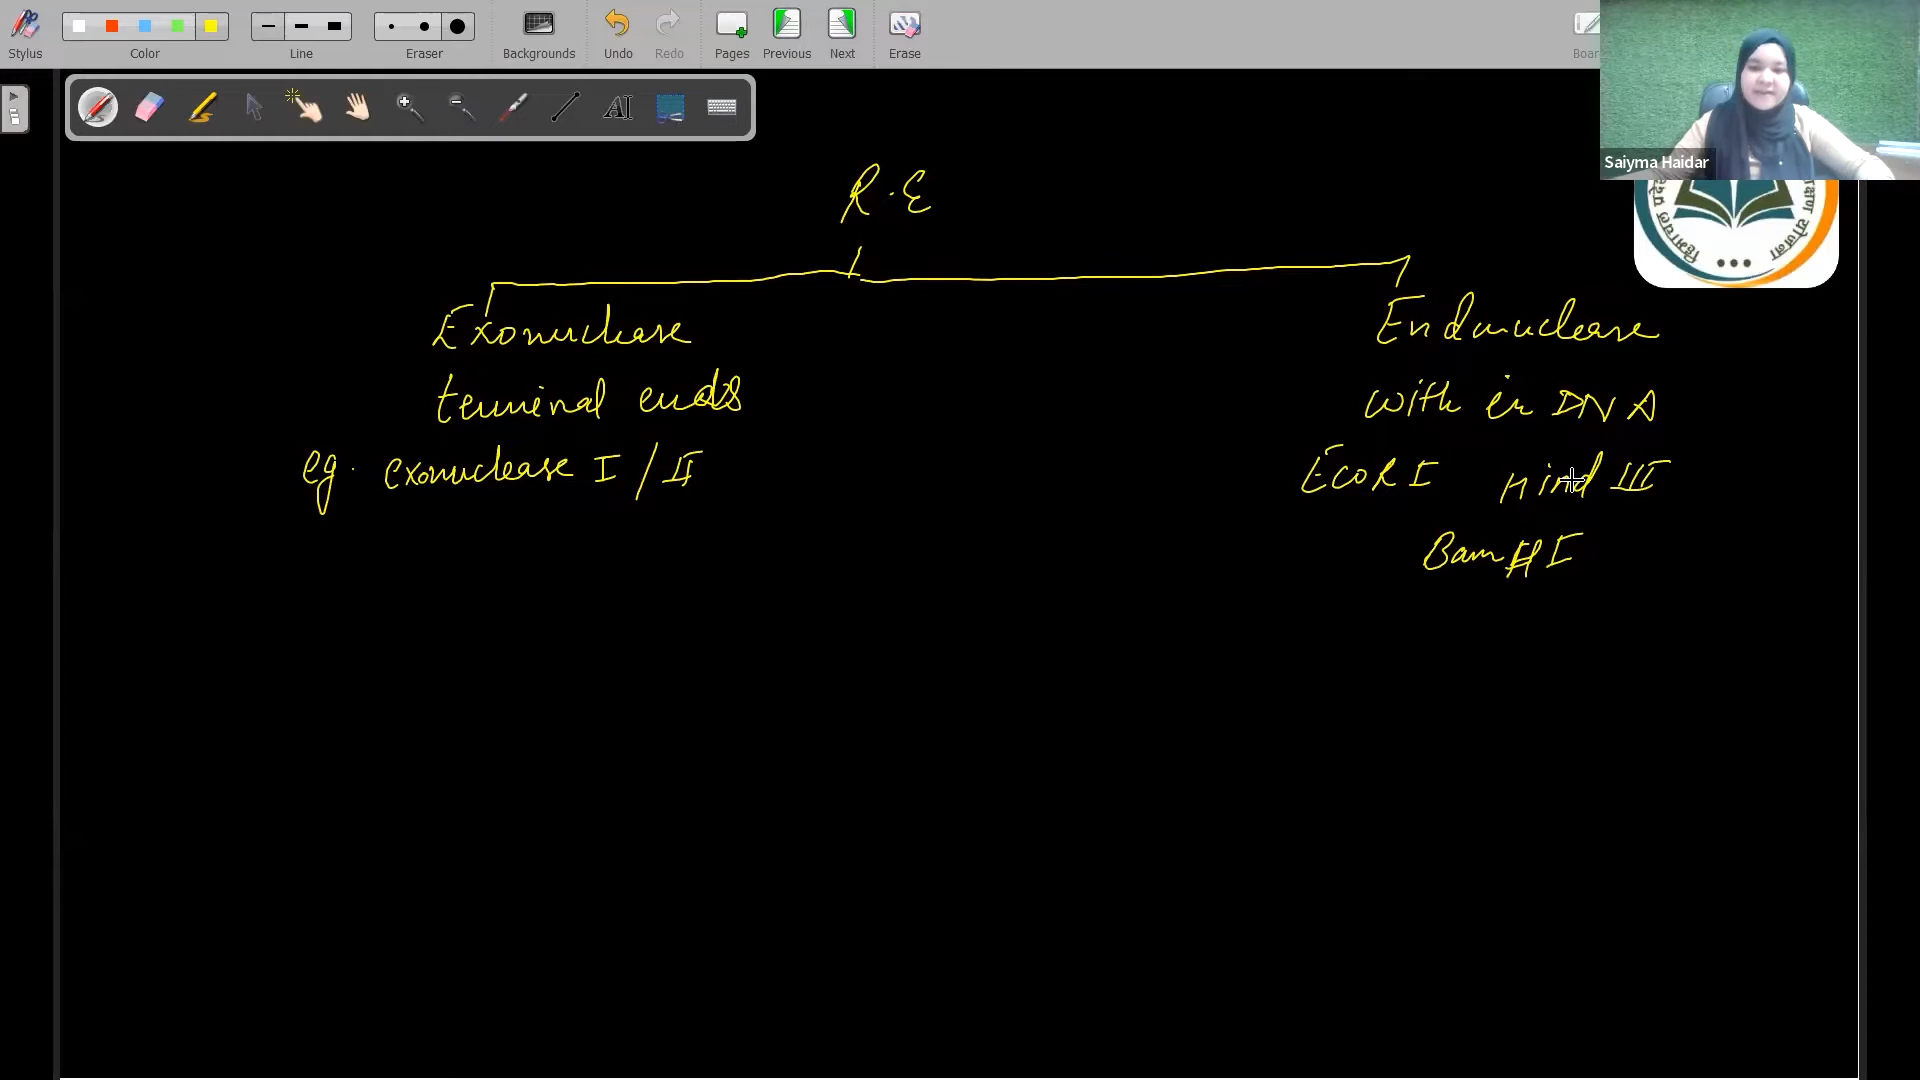 Stylus
Color
Line
Eraser
Backgrounds
Undo
Redo
Pages
Previous
Next
Erase
Saiyma Haidar
R.E
Exonuclease
Endonuclease
terminal ends
with in DNA
eg. exonuclease I / II
EcoR I Hind III
Bam H I